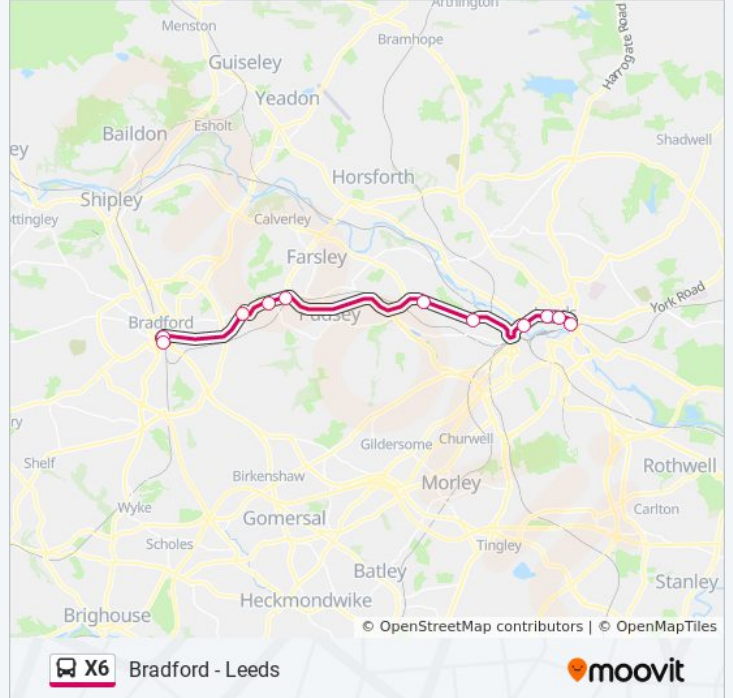 Arthington
Menston
Bramhope
Harrogate Road
Guiseley
Yeadon
Esholt
Baildon
ey
Shadwell
Horsforth
Shipley
ottingley
Calverley
Farsley
York Road
Bradford
Pudsey
ry
Gildersome
Churwell
Shelf
Birkenshaw
Rothwell
Morley
Wyke
Carlton
Gomersal
Scholes
Tingley
Batley
Stanley
Heckmondwike
Brighouse
© OpenStreetMap contributors | © OpenMapTiles
X6 Bradford - Leeds
moovit